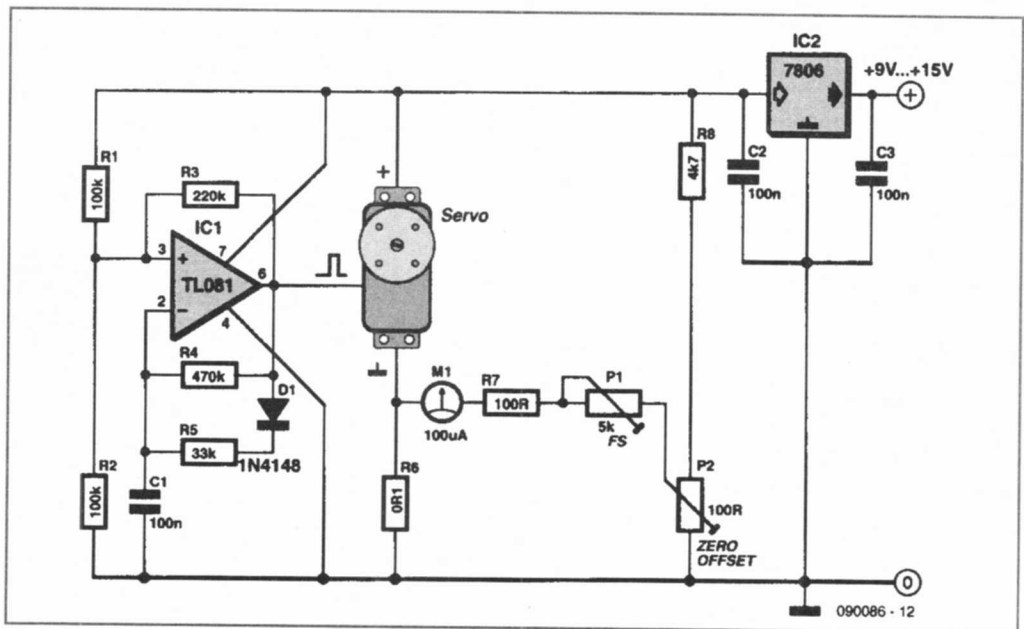 IC2
7806
+9V...+15V
+
R1
100k
R3
220k
IC1
3
+
7
TL081
6
2
−
4
R4
470k
D1
R5
33k
1N4148
R2
100k
C1
100n
+
Servo
M1
100uA
R6
0R1
R7
100R
P1
5k
FS
R8
4k7
P2
100R
ZERO
OFFSET
C2
100n
C3
100n
0
090086 - 12